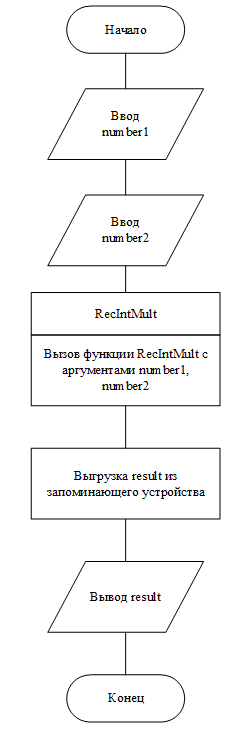 Начало
Ввод
number1
Ввод
number2
RecIntMult
Вызов функции RecIntMult с
аргументами number1,
number2
Выгрузка result из
запоминающего устройства
Вывод result
Конец